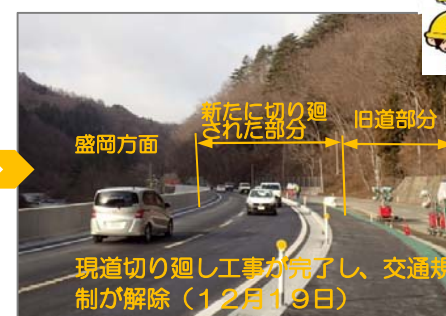 新たに切り廻
された部分
旧道部分
盛岡方面
現道切り廻し工事が完了し、交通規
制が解除（１２月１９日）